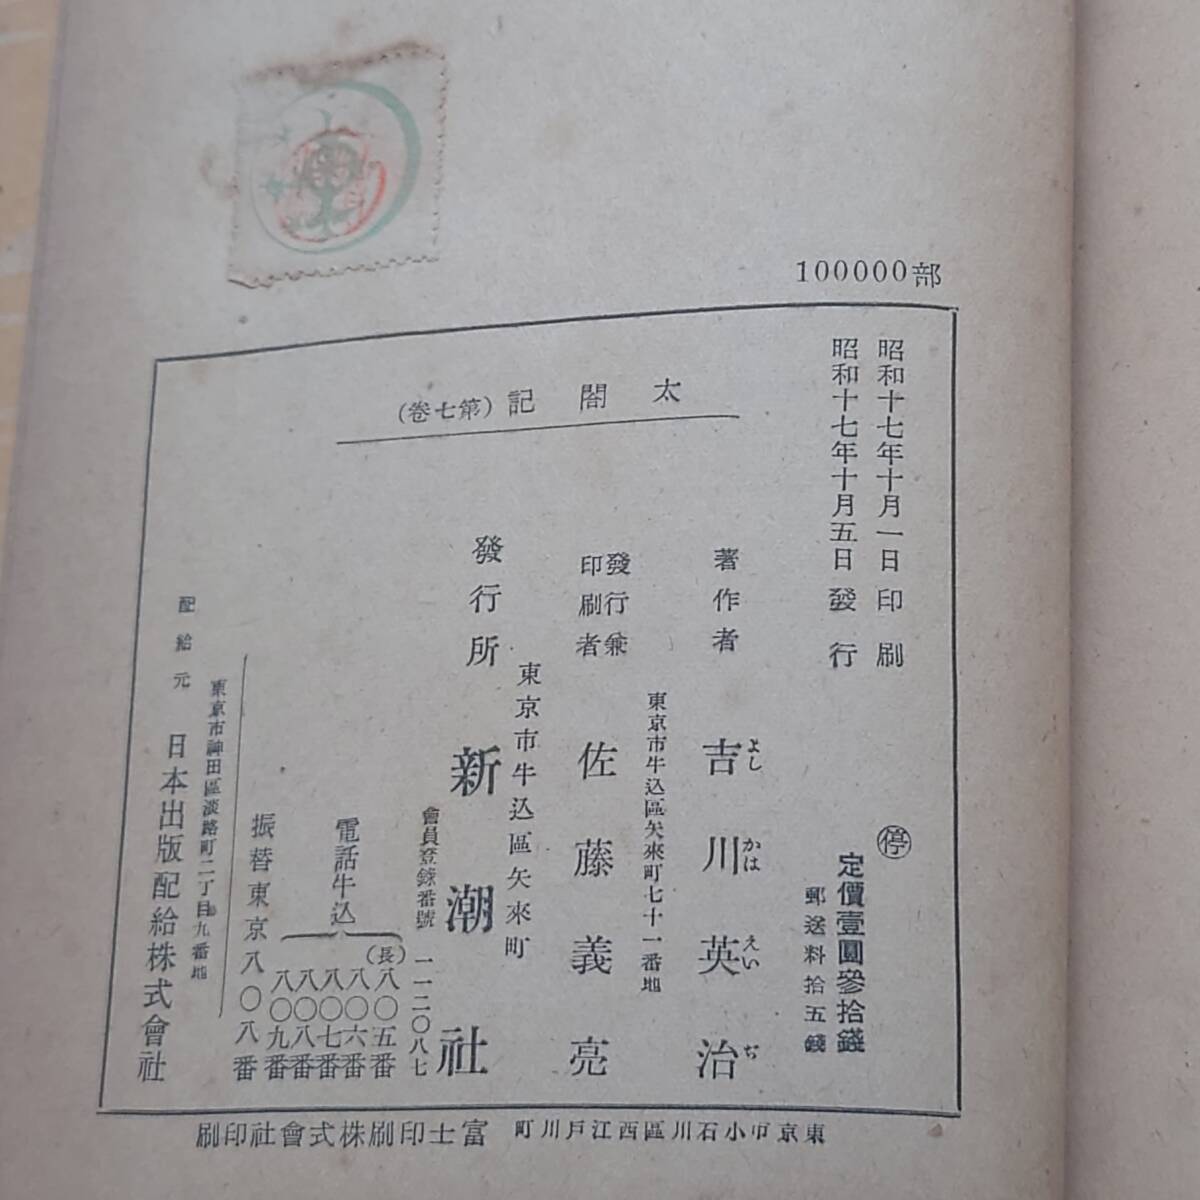 100000部
太閤記（第七卷）
昭和十七年十月一日印刷
昭和十七年十月五日發行
㊡
定價壹圓參拾錢
郵送料拾五錢
著作者　吉川英治
よしかはえいぢ
東京市牛込區矢來町七十一番地
發行兼
印刷者　佐藤義亮
東京市牛込區矢來町
發行所　新潮社
會員登錄番號　一一二〇八七
電話牛込
(長)八〇五番
八〇六番
八〇七番
八〇八番
八〇九番
振替東京八〇八番
東京市神田區淡路町二丁目九番地
配給元　日本出版配給株式會社
東京市小石川區西江戸川町　富士印刷株式會社印刷